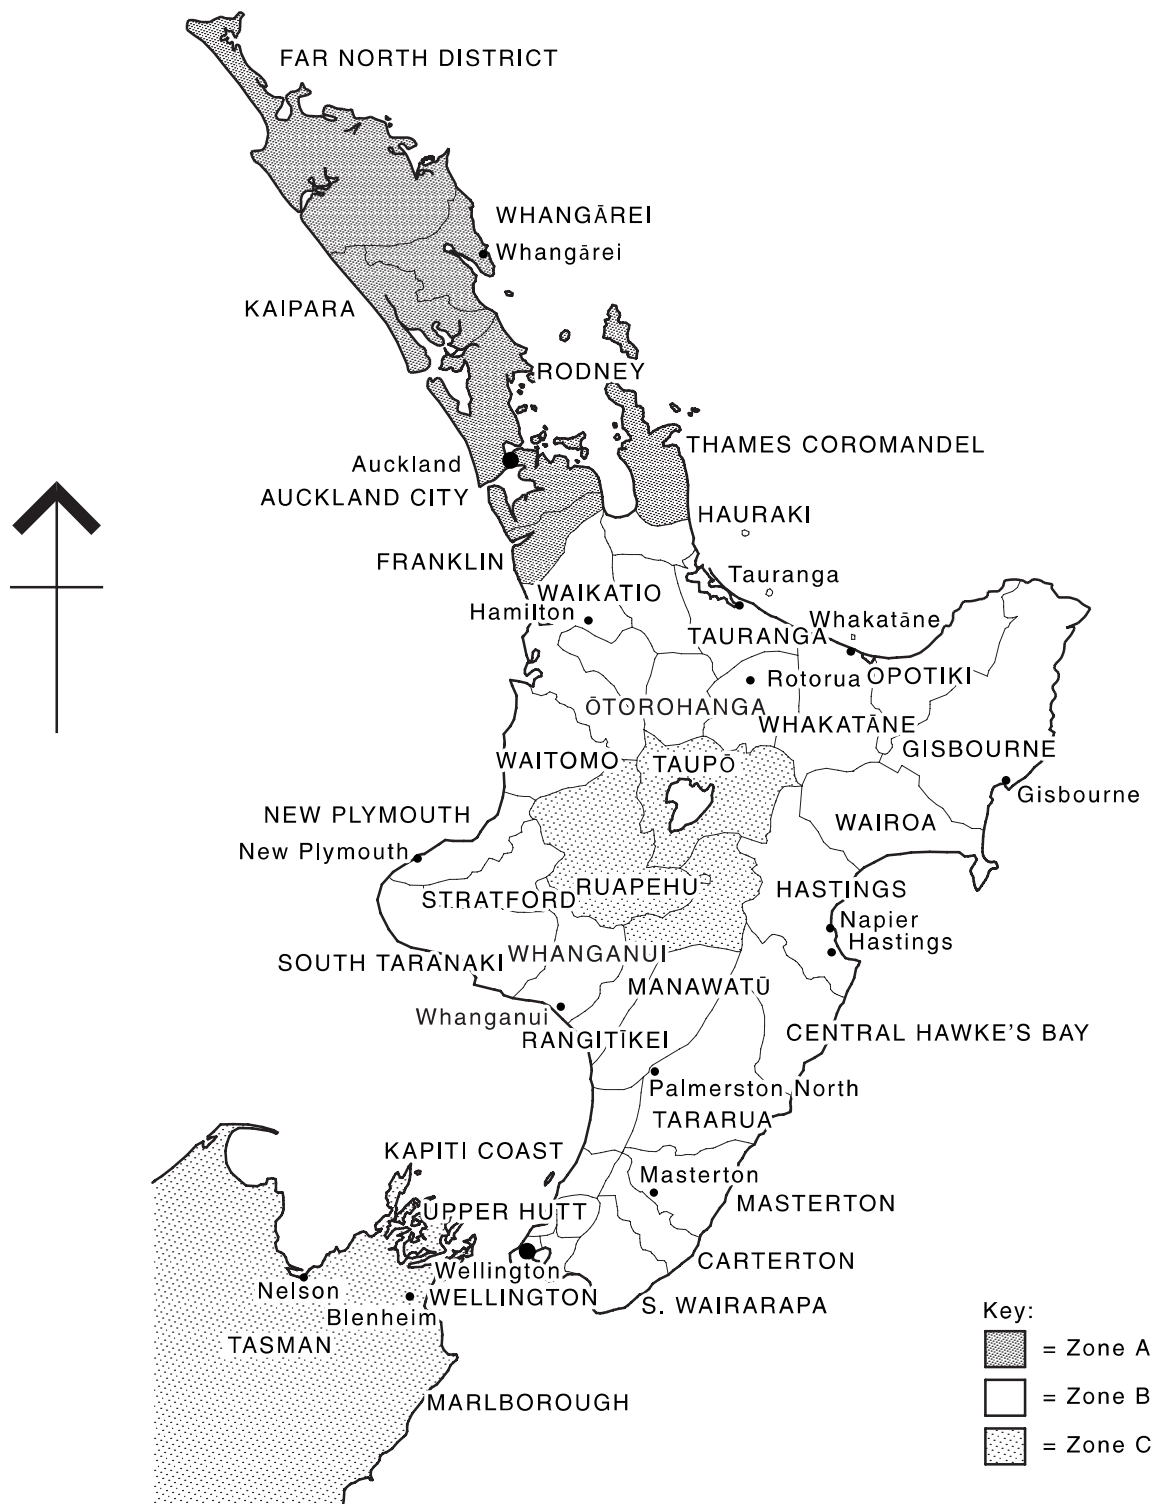 FAR NORTH DISTRICT
WHANGĀREI
Whangārei
KAIPARA
RODNEY
THAMES COROMANDEL
Auckland
AUCKLAND CITY
HAURAKI
FRANKLIN
Tauranga
WAIKATIO
Hamilton
Whakatāne
TAURANGA
Rotorua
OPOTIKI
ŌTOROHANGA
WHAKATĀNE
GISBOURNE
WAITOMO
TAUPŌ
Gisbourne
NEW PLYMOUTH
WAIROA
New Plymouth
RUAPEHU
HASTINGS
STRATFORD
Napier
Hastings
WHANGANUI
SOUTH TARANAKI
MANAWATŪ
Whanganui
RANGITĪKEI
CENTRAL HAWKE'S BAY
Palmerston North
TARARUA
KAPITI COAST
Masterton
MASTERTON
UPPER HUTT
CARTERTON
Wellington
Nelson
WELLINGTON
S. WAIRARAPA
Blenheim
TASMAN
MARLBOROUGH
Key:
= Zone A
= Zone B
= Zone C